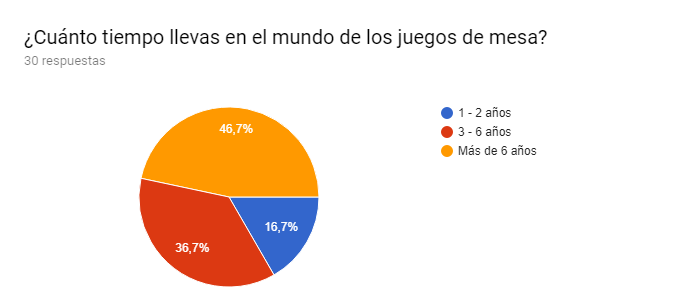 ¿Cuánto tiempo llevas en el mundo de los juegos de mesa?
30 respuestas
46,7%
36,7%
16,7%
1 - 2 años
3 - 6 años
Más de 6 años